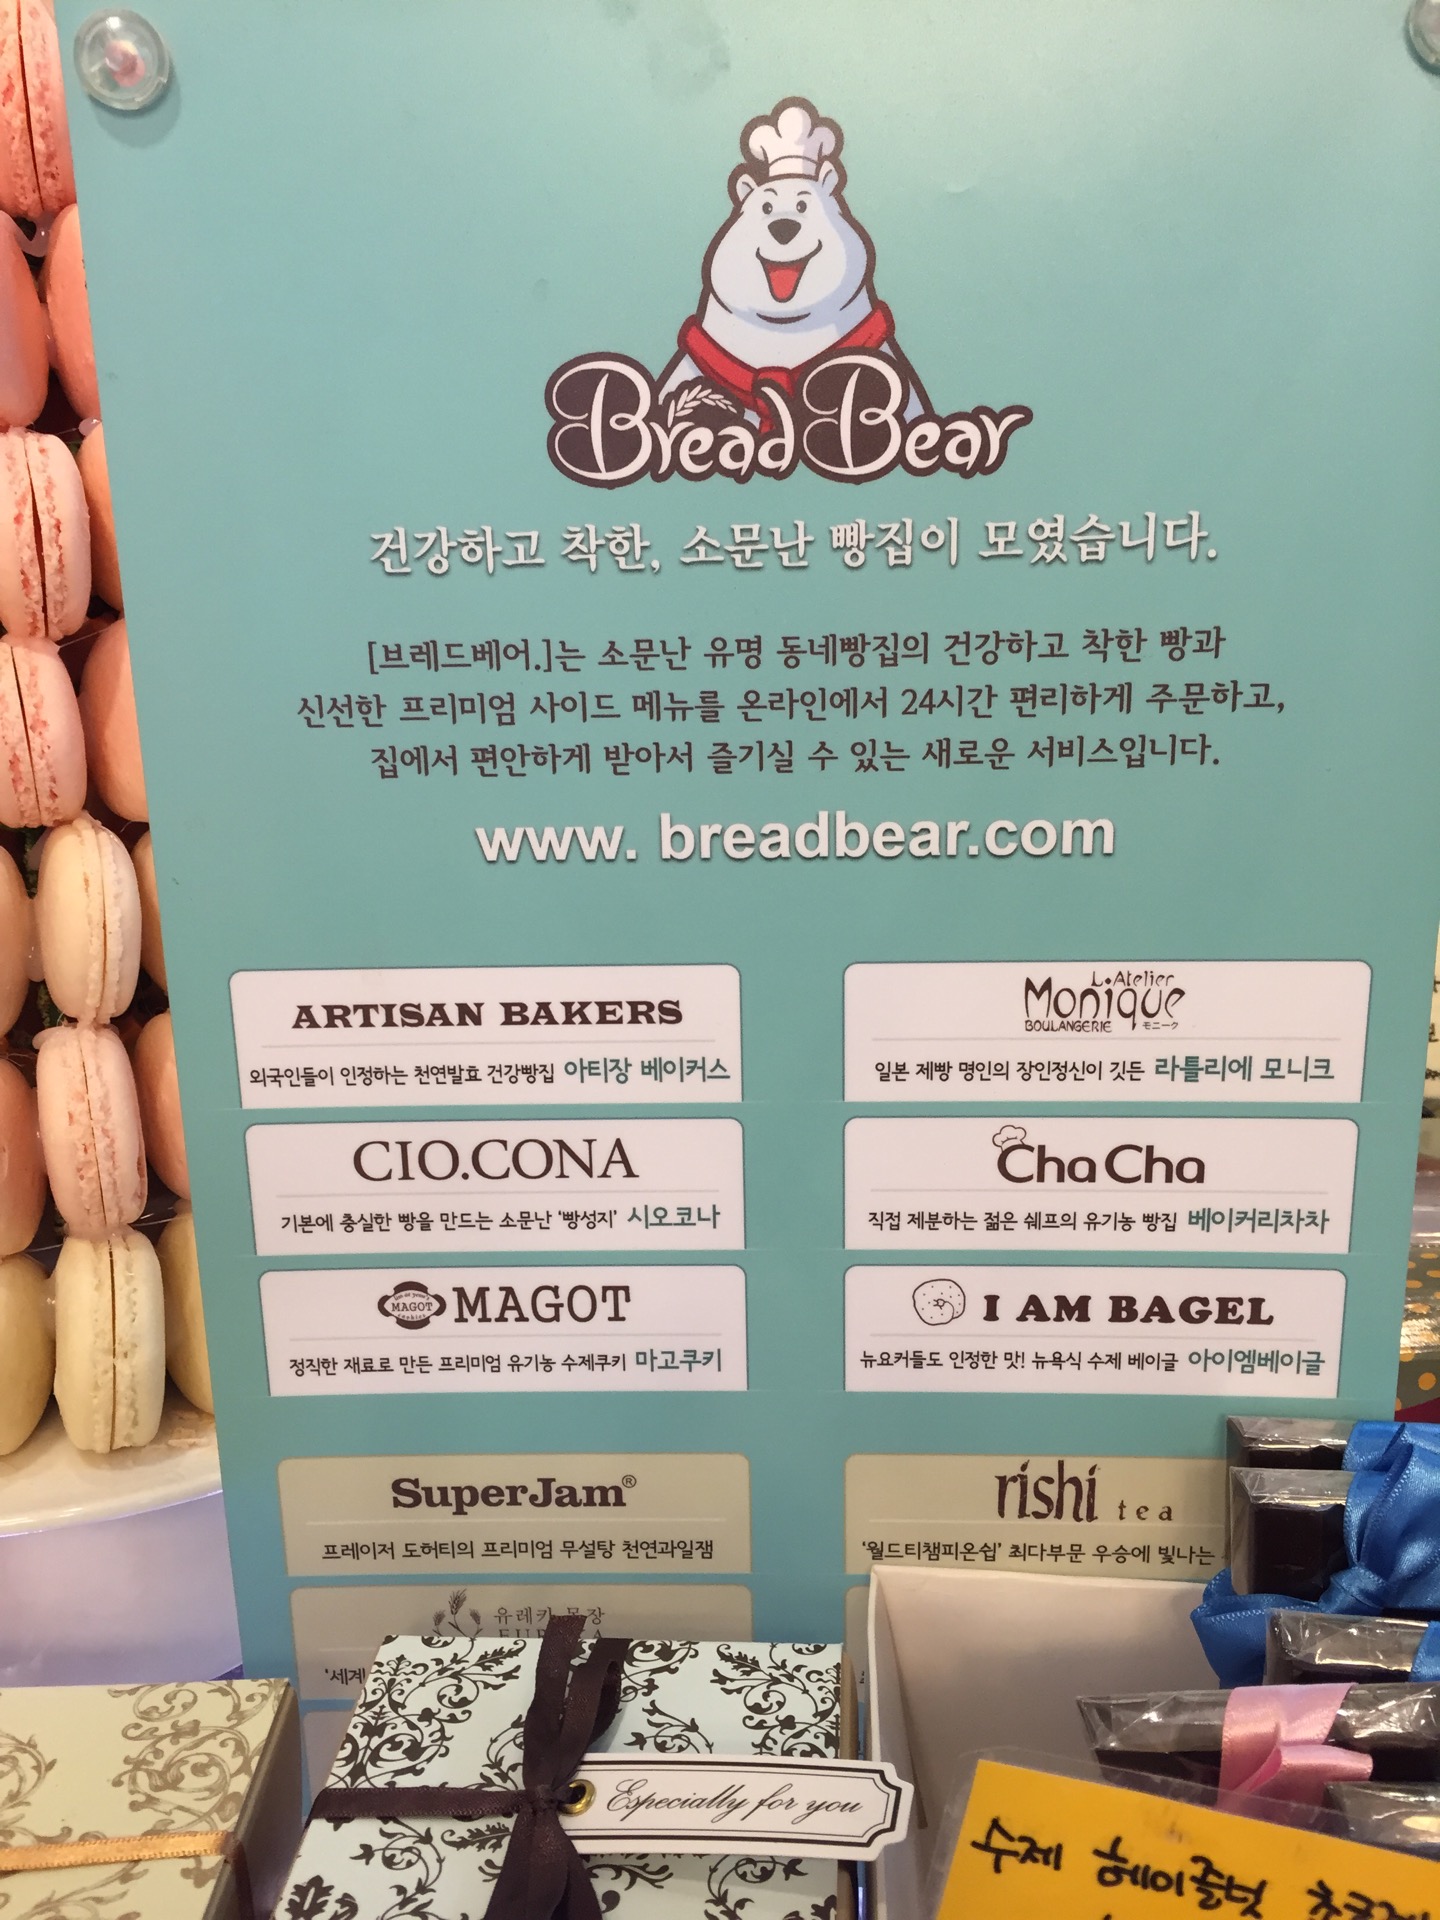 Bread Bear
건강하고 착한, 소문난 빵집이 모였습니다.
[브레드베어.]는 소문난 유명 동네빵집의 건강하고 착한 빵과
신선한 프리미엄 사이드 메뉴를 온라인에서 24시간 편리하게 주문하고,
집에서 편안하게 받아서 즐기실 수 있는 새로운 서비스입니다.
www. breadbear.com
ARTISAN BAKERS
외국인들이 인정하는 천연발효 건강빵집 아티장 베이커스
L·Atelier
Monique
BOULANGERIE モニーク
일본 제빵 명인의 장인정신이 깃든 라틀리에 모니크
CIO.CONA
기본에 충실한 빵을 만드는 소문난 '빵성지' 시오코나
Cha Cha
직접 제분하는 젊은 쉐프의 유기농 빵집 베이커리차차
MAGOT
cookies
MAGOT
정직한 재료로 만든 프리미엄 유기농 수제쿠키 마고쿠키
I AM BAGEL
뉴요커들도 인정한 맛! 뉴욕식 수제 베이글 아이엠베이글
SuperJam®
프레이저 도허티의 프리미엄 무설탕 천연과일잼
rishi tea
'월드티챔피온쉽' 최다부문 우승에 빛나는
유레카 목장
'세계
Especially for you
수제 헤이즐넛